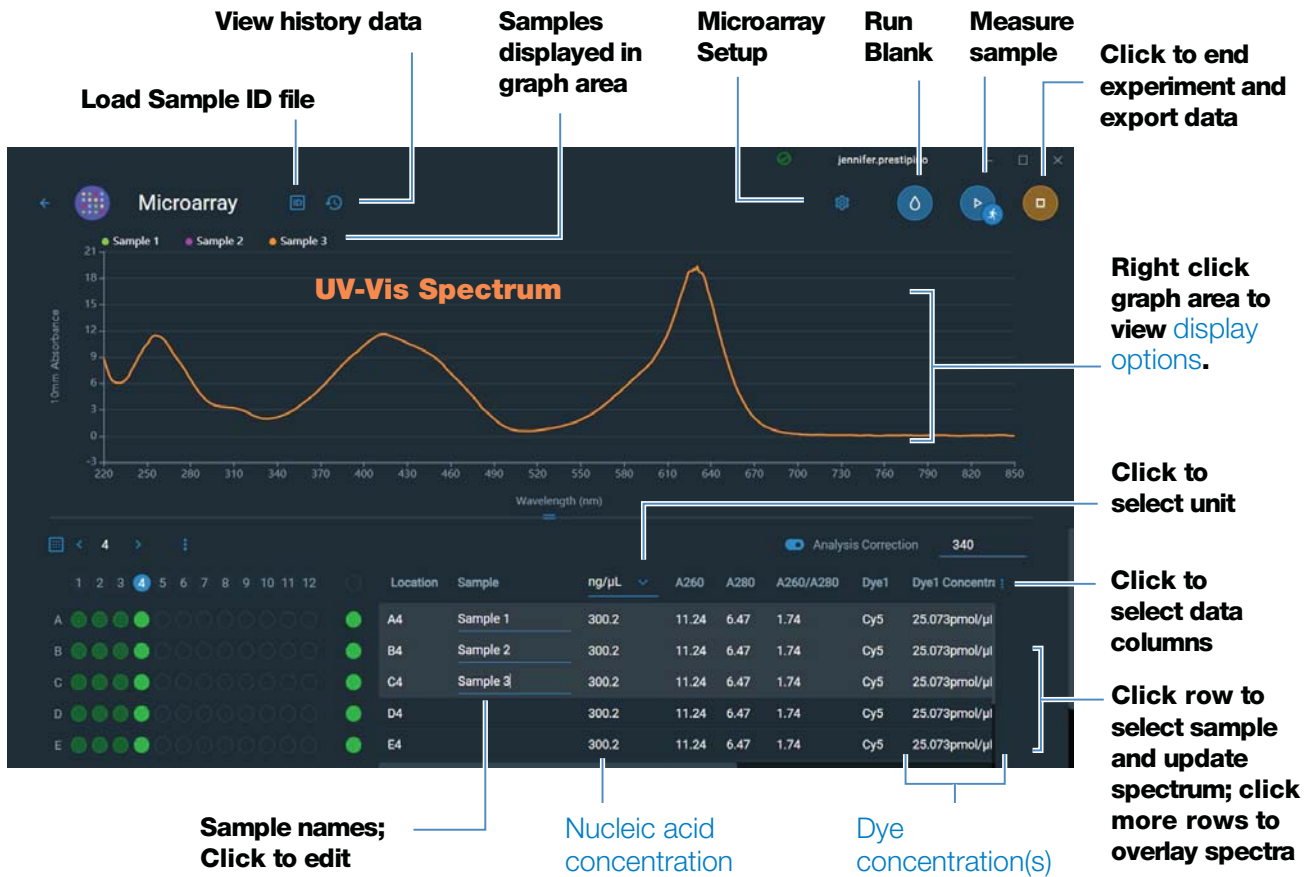 View history data
Samples
displayed in
graph area
Microarray
Setup
Run
Blank
Measure
sample
Click to end
experiment and
export data
Load Sample ID file
jennifer.prestipino
Microarray
ID
Sample 1 Sample 2 Sample 3
UV-Vis Spectrum
10mm Absorbance
21
18
15
12
9
6
3
0
-3
220 250 280 310 340 370 400 430 460 490 520 550 580 610 640 670 700 730 760 790 820 850
Wavelength (nm)
Right click
graph area to
view display
options.
Click to
select unit
4
Analysis Correction 340
1 2 3 4 5 6 7 8 9 10 11 12
Location Sample ng/µL A260 A280 A260/A280 Dye1 Dye1 Concentra
A A4 Sample 1 300.2 11.24 6.47 1.74 Cy5 25.073pmol/µl
B B4 Sample 2 300.2 11.24 6.47 1.74 Cy5 25.073pmol/µl
C C4 Sample 3 300.2 11.24 6.47 1.74 Cy5 25.073pmol/µl
D D4 300.2 11.24 6.47 1.74 Cy5 25.073pmol/µl
E E4 300.2 11.24 6.47 1.74 Cy5 25.073pmol/µl
Click to
select data
columns
Click row to
select sample
and update
spectrum; click
more rows to
overlay spectra
Sample names;
Click to edit
Nucleic acid
concentration
Dye
concentration(s)